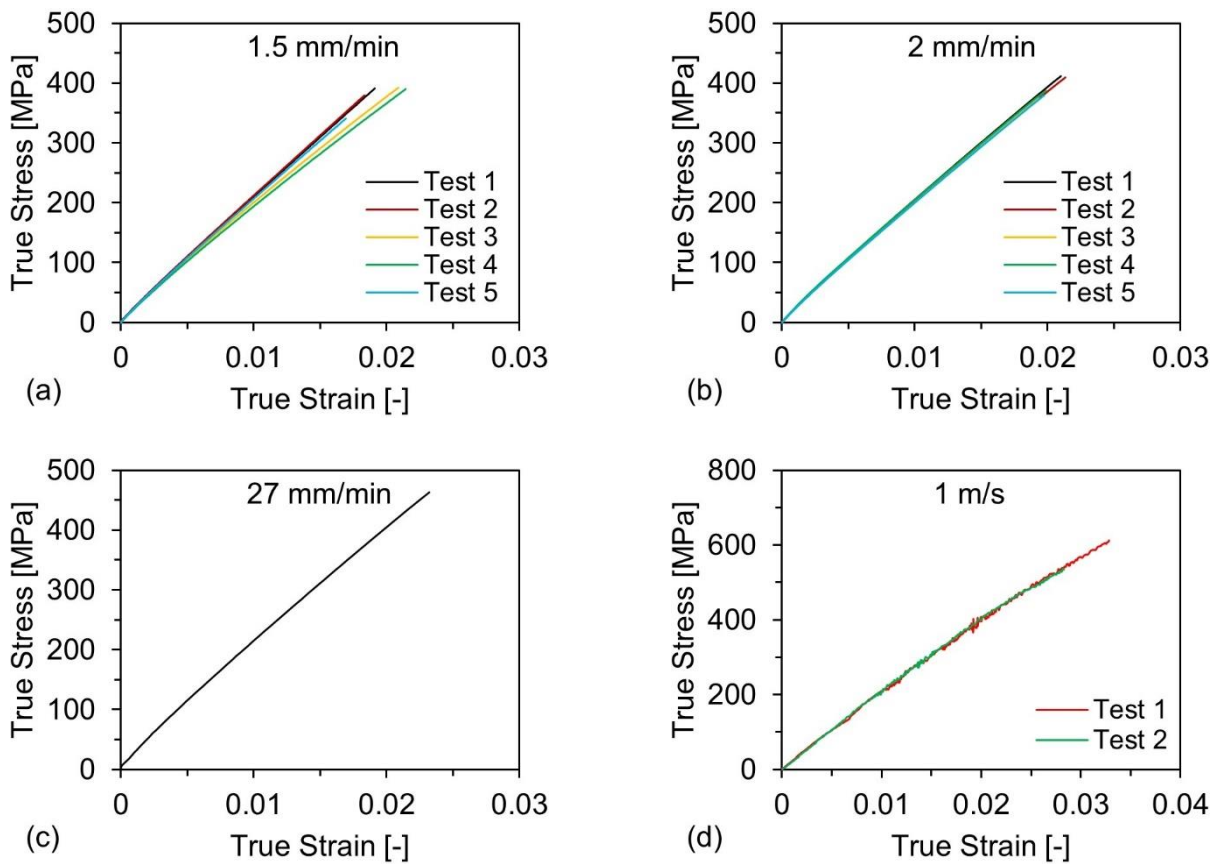 1.5 mm/min
True Stress [MPa]
500
400
300
200
100
0
Test 1
Test 2
Test 3
Test 4
Test 5
0 0.01 0.02 0.03
True Strain [-]
(a)
2 mm/min
True Stress [MPa]
500
400
300
200
100
0
Test 1
Test 2
Test 3
Test 4
Test 5
0 0.01 0.02 0.03
True Strain [-]
(b)
27 mm/min
True Stress [MPa]
500
400
300
200
100
0
0 0.01 0.02 0.03
True Strain [-]
(c)
1 m/s
True Stress [MPa]
800
600
400
200
0
Test 1
Test 2
0 0.01 0.02 0.03 0.04
True Strain [-]
(d)